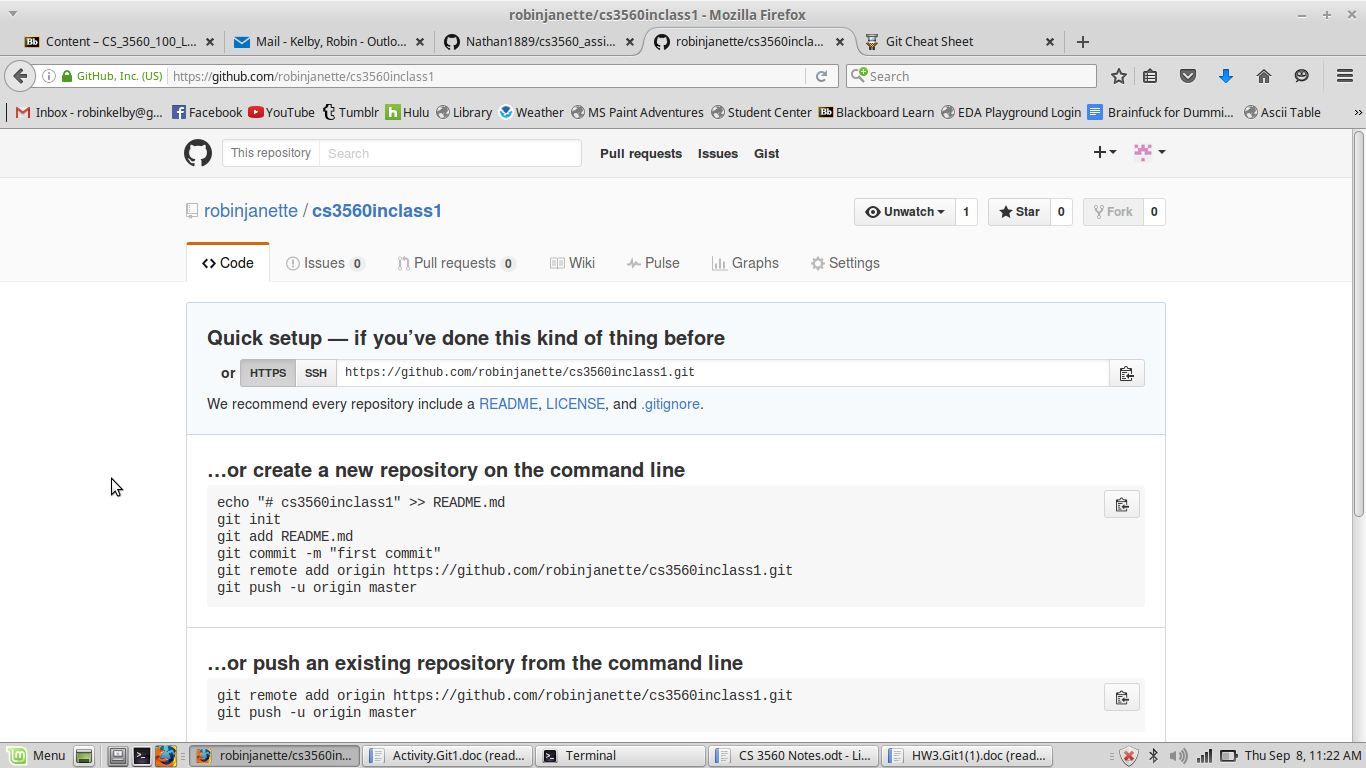 robinjanette/cs3560inclass1 - Mozilla Firefox
Bb Content – CS_3560_100_L... Mail - Kelby, Robin - Outlo... Nathan1889/cs3560_assi... robinjanette/cs3560incla... Git Cheat Sheet
GitHub, Inc. (US) https://github.com/robinjanette/cs3560inclass1 Search
Inbox - robinkelby@g... Facebook YouTube Tumblr Hulu Library Weather MS Paint Adventures Student Center Bb Blackboard Learn EDA Playground Login Brainfuck for Dummi... Ascii Table »
This repository Search Pull requests Issues Gist
robinjanette / cs3560inclass1 Unwatch 1 Star 0 Fork 0
Code Issues 0 Pull requests 0 Wiki Pulse Graphs Settings
Quick setup — if you’ve done this kind of thing before
or HTTPS SSH https://github.com/robinjanette/cs3560inclass1.git
We recommend every repository include a README, LICENSE, and .gitignore.
…or create a new repository on the command line
echo "# cs3560inclass1" >> README.md
git init
git add README.md
git commit -m "first commit"
git remote add origin https://github.com/robinjanette/cs3560inclass1.git
git push -u origin master
…or push an existing repository from the command line
git remote add origin https://github.com/robinjanette/cs3560inclass1.git
git push -u origin master
Menu robinjanette/cs3560in... Activity.Git1.doc (read... Terminal CS 3560 Notes.odt - Li... HW3.Git1(1).doc (read... Thu Sep 8, 11:22 AM